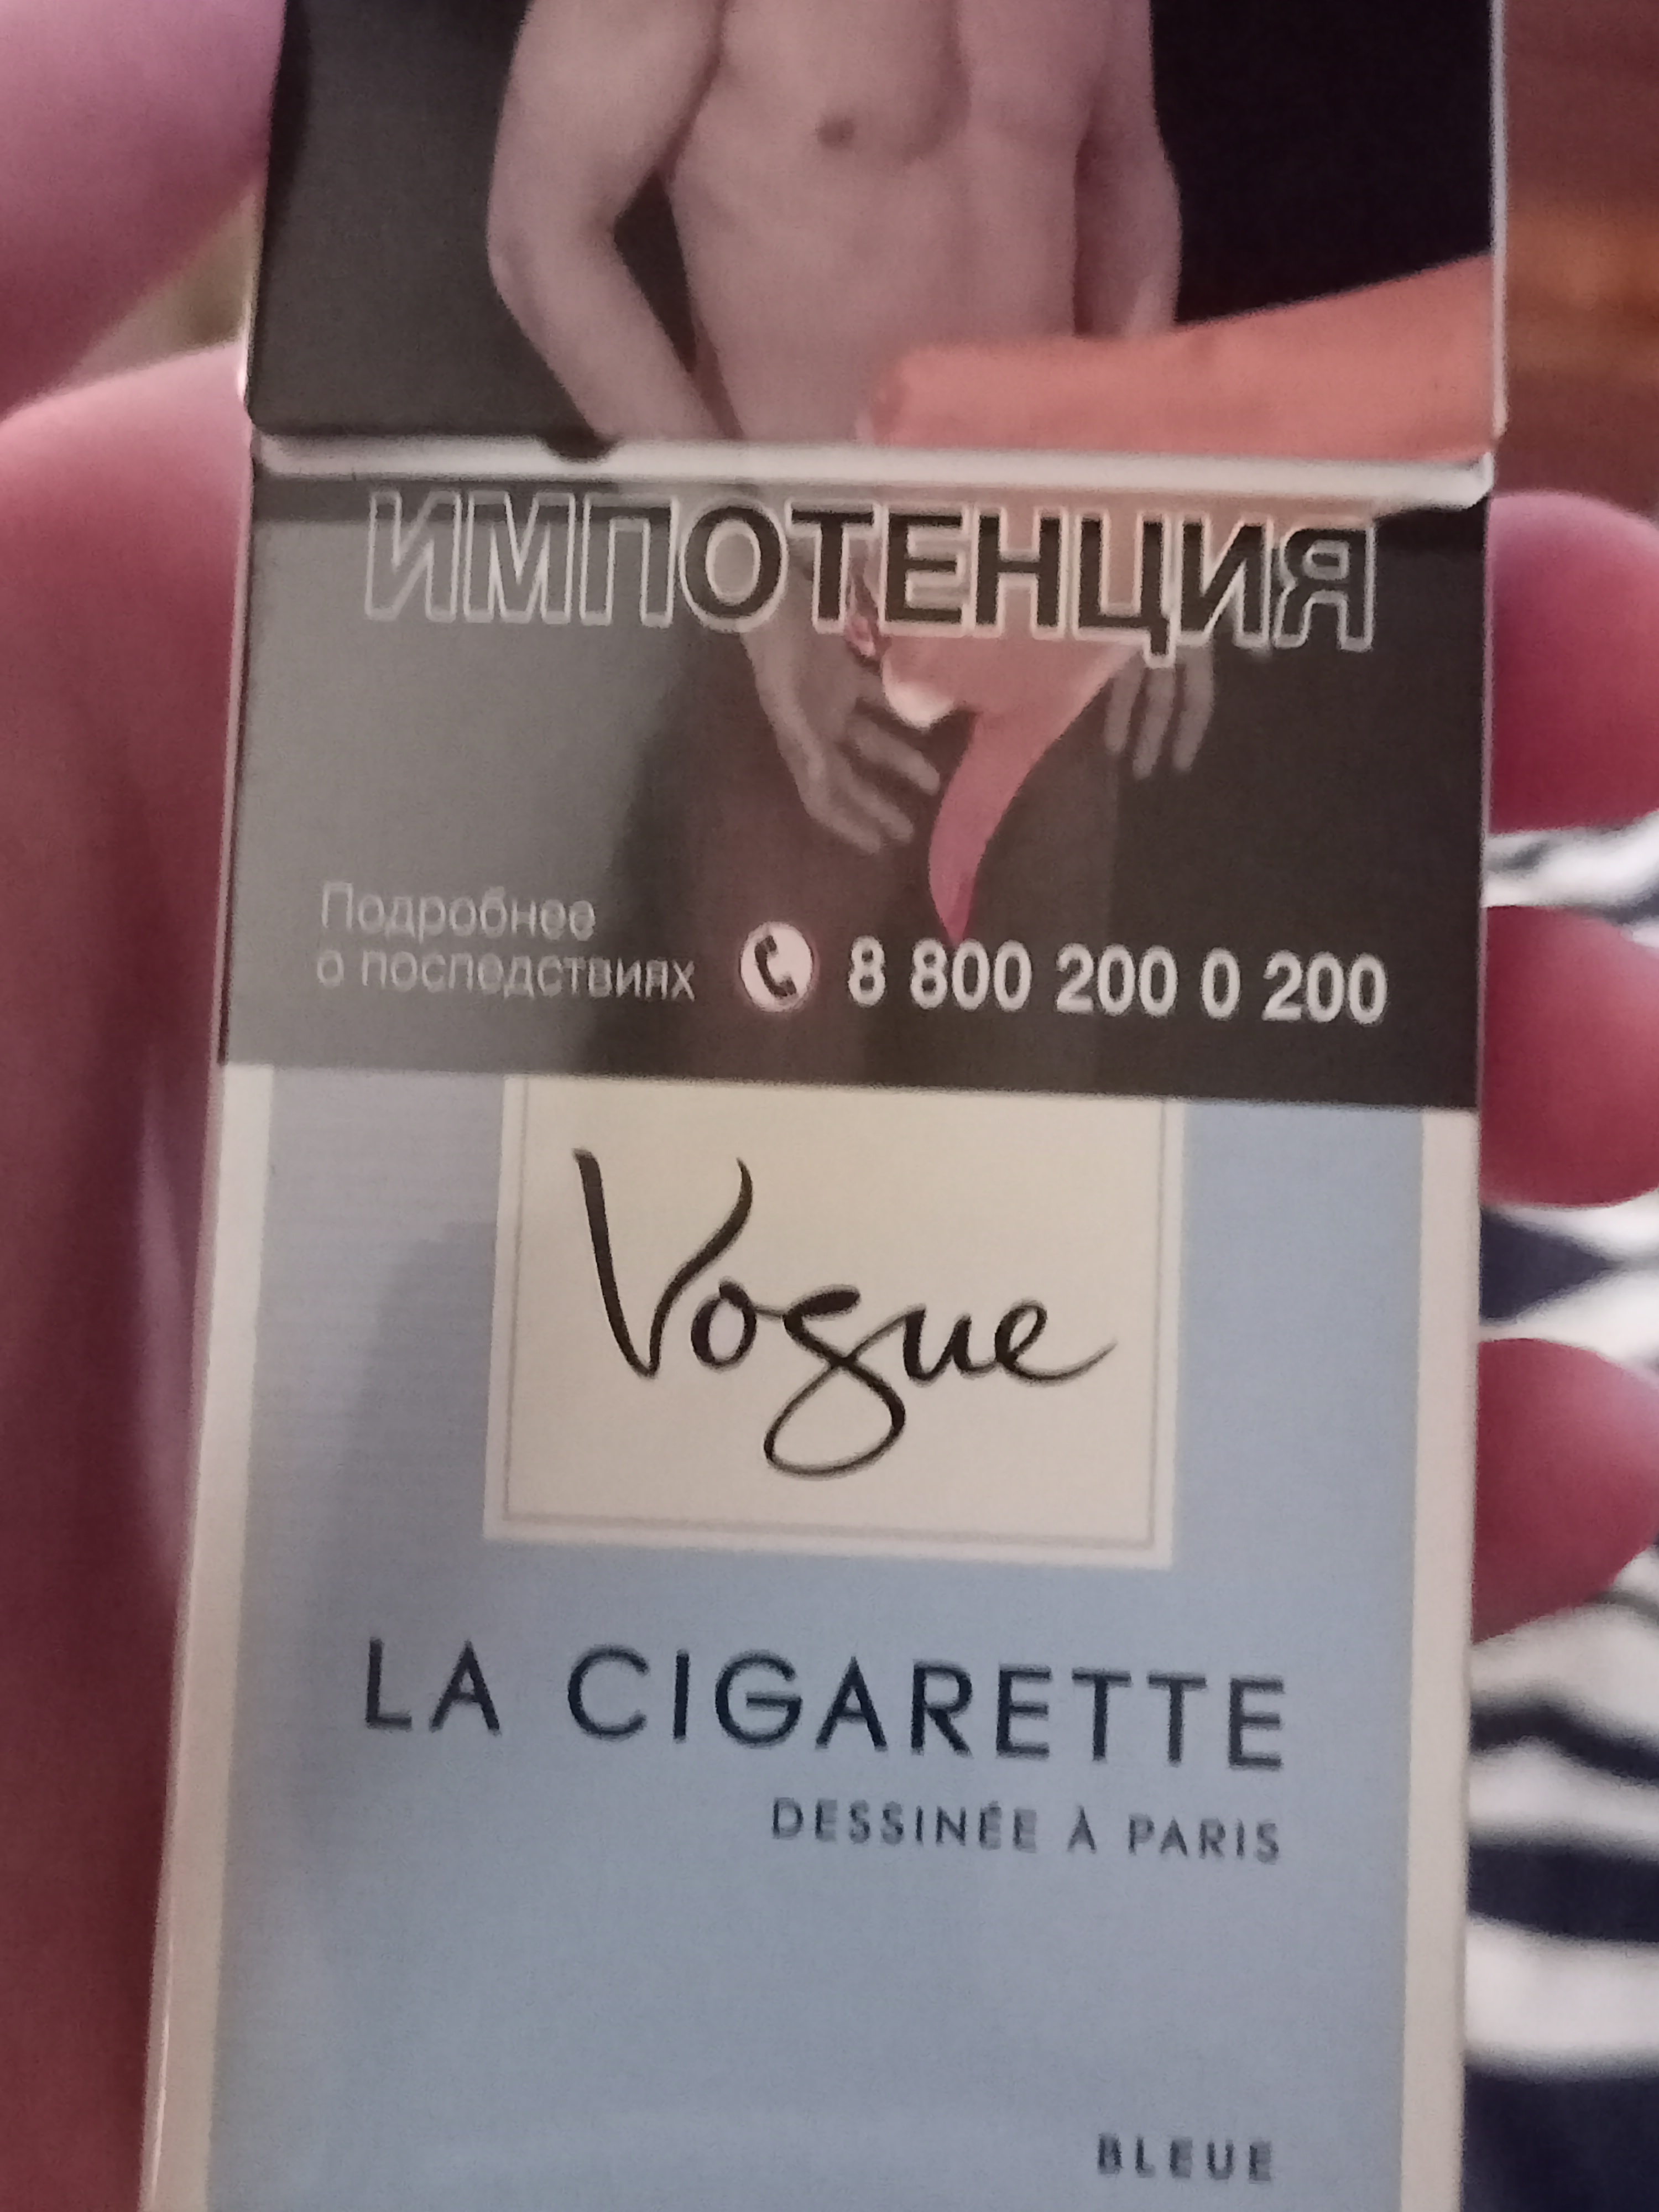 ИМПОТЕНЦИЯ
Подробнее
о последствиях 8 800 200 0 200
Vogue
LA CIGARETTE
DESSINÉE À PARIS
BLEUE